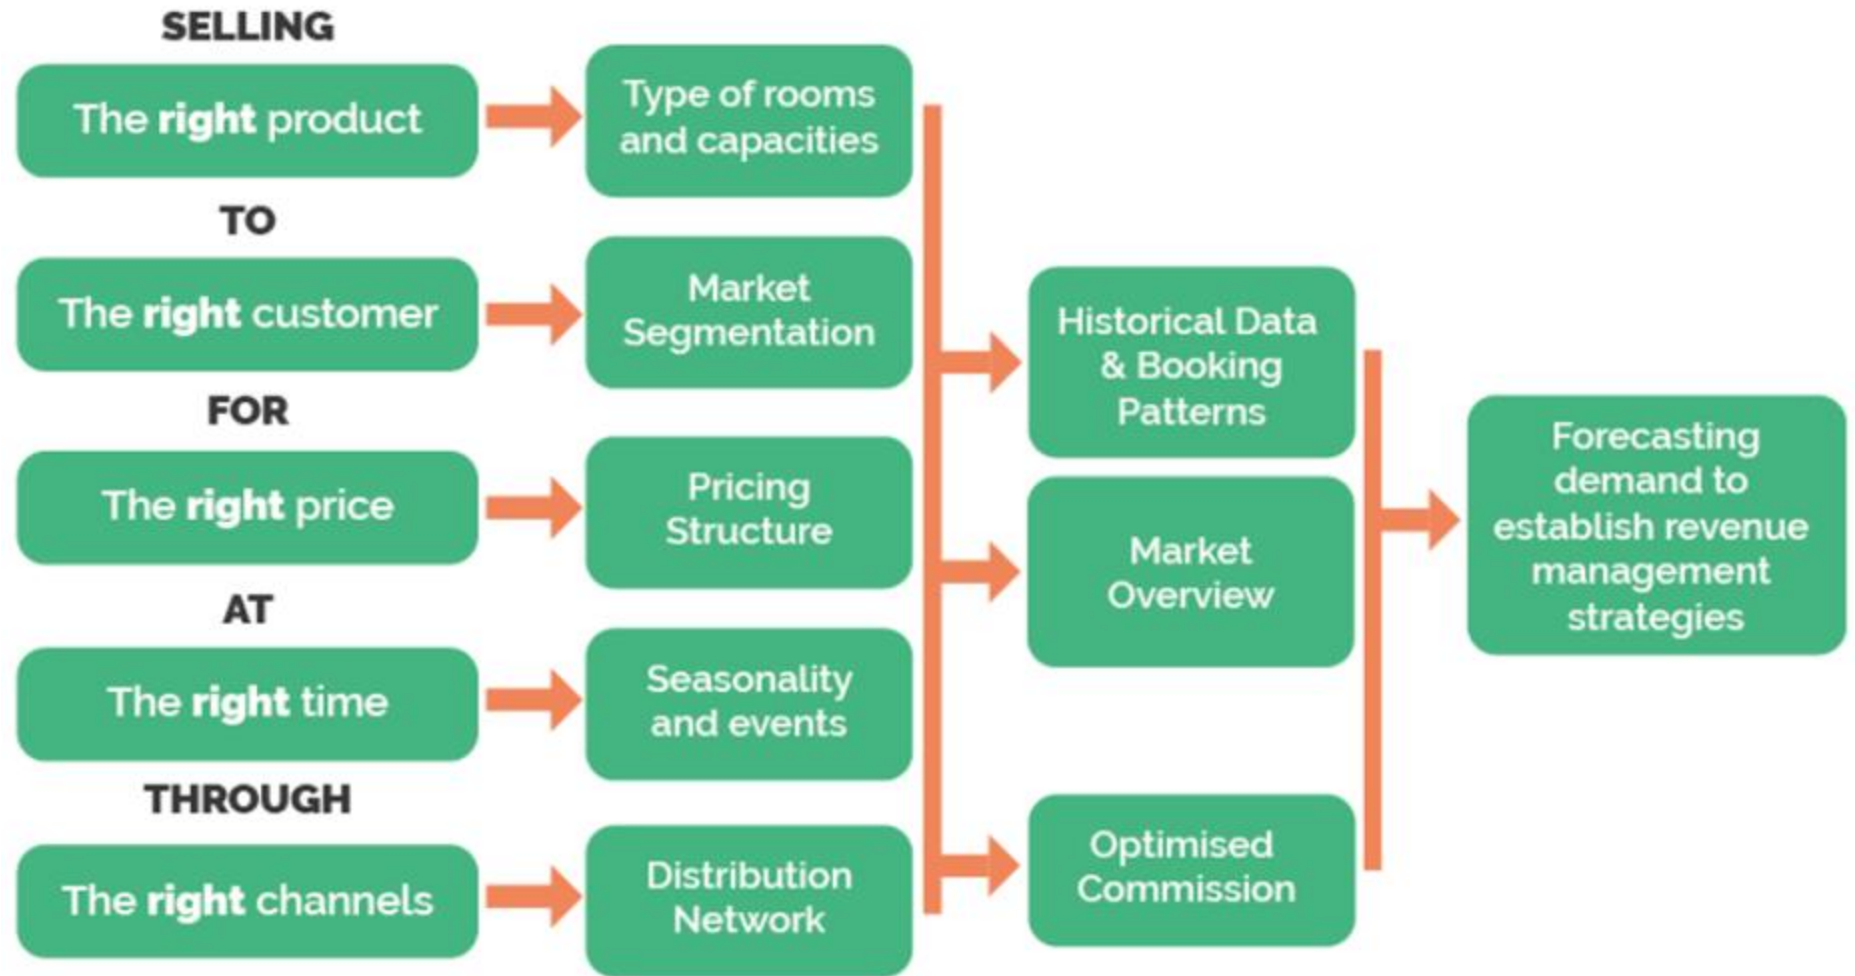 SELLING
The right product
Type of rooms
and capacities
TO
The right customer
Market
Segmentation
FOR
The right price
Pricing
Structure
AT
The right time
Seasonality
and events
THROUGH
The right channels
Distribution
Network
Historical Data
& Booking
Patterns
Market
Overview
Optimised
Commission
Forecasting
demand to
establish revenue
management
strategies